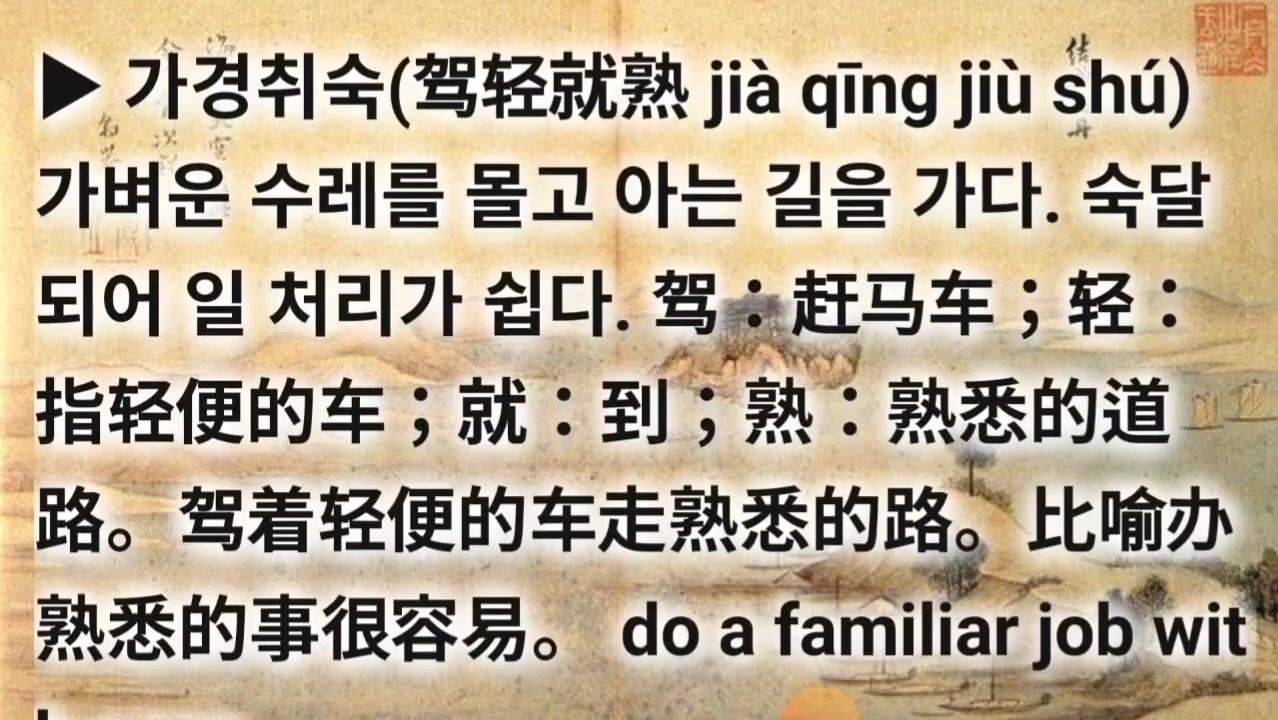 ▶ 가경취숙(驾轻就熟 jià qīng jiù shú)
가벼운 수레를 몰고 아는 길을 가다. 숙달
되어 일 처리가 쉽다. 驾：赶马车；轻：
指轻便的车；就：到；熟：熟悉的道
路。驾着轻便的车走熟悉的路。比喻办
熟悉的事很容易。 do a familiar job wit